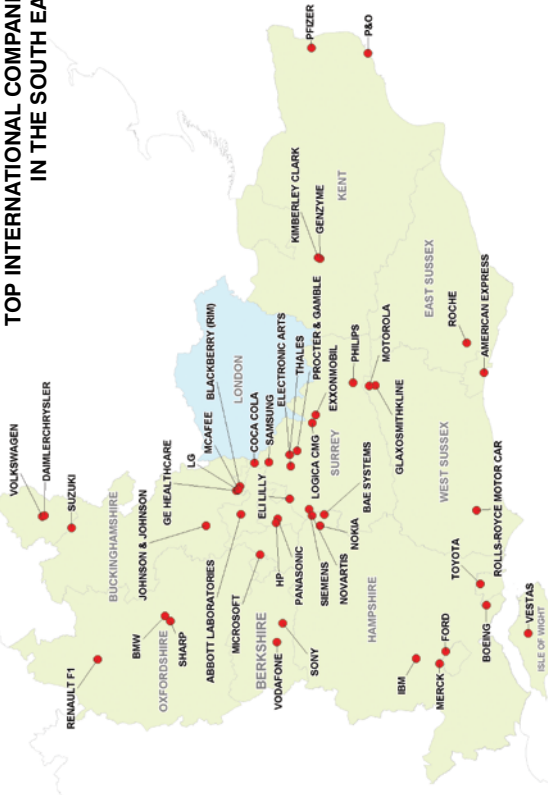 TOP INTERNATIONAL COMPANI
IN THE SOUTH EA
VOLKSWAGEN
DAIMLERCHRYSLER
SUZUKI
BUCKINGHAMSHIRE
RENAULT F1
JOHNSON & JOHNSON
GE HEALTHCARE
LG
MCAFEE
BLACKBERRY (RIM)
LONDON
BMW
SHARP
OXFORDSHIRE
ABBOTT LABORATORIES
MICROSOFT
ELI LILLY
COCA COLA
SAMSUNG
ELECTRONIC ARTS
THALES
PROCTER & GAMBLE
EXXONMOBIL
KIMBERLEY CLARK
GENZYME
KENT
PFIZER
P&O
BERKSHIRE
VODAFONE
SONY
HP
PANASONIC
SIEMENS
NOVARTIS
NOKIA
LOGICA CMG
SURREY
BAE SYSTEMS
PHILIPS
MOTOROLA
GLAXOSMITHKLINE
HAMPSHIRE
IBM
MERCK
FORD
BOEING
TOYOTA
ROLLS-ROYCE MOTOR CAR
WEST SUSSEX
EAST SUSSEX
ROCHE
AMERICAN EXPRESS
VESTAS
ISLE OF WIGHT